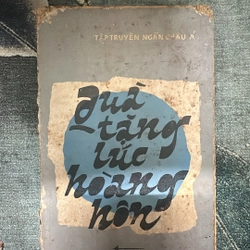 TẬP TRUYỆN NGẮN CHÂU Á
quà
tặng
lúc
hoàng
hôn